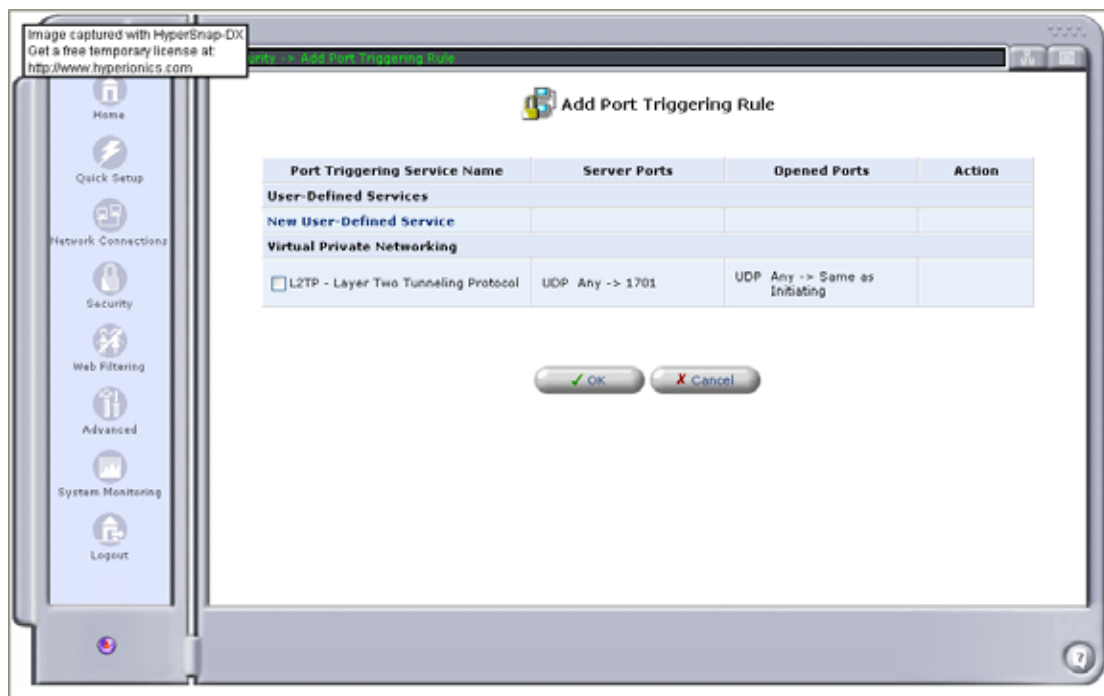 Image captured with HyperSnap-DX
Get a free temporary license at:
http://www.hyperionics.com
urity -> Add Port Triggering Rule
Home
Quick Setup
Network Connections
Security
Web Filtering
Advanced
System Monitoring
Logout
Add Port Triggering Rule
Port Triggering Service Name Server Ports Opened Ports Action
User-Defined Services
New User-Defined Service
Virtual Private Networking
L2TP - Layer Two Tunneling Protocol UDP Any -> 1701 UDP Any -> Same as
Initiating
OK Cancel
?